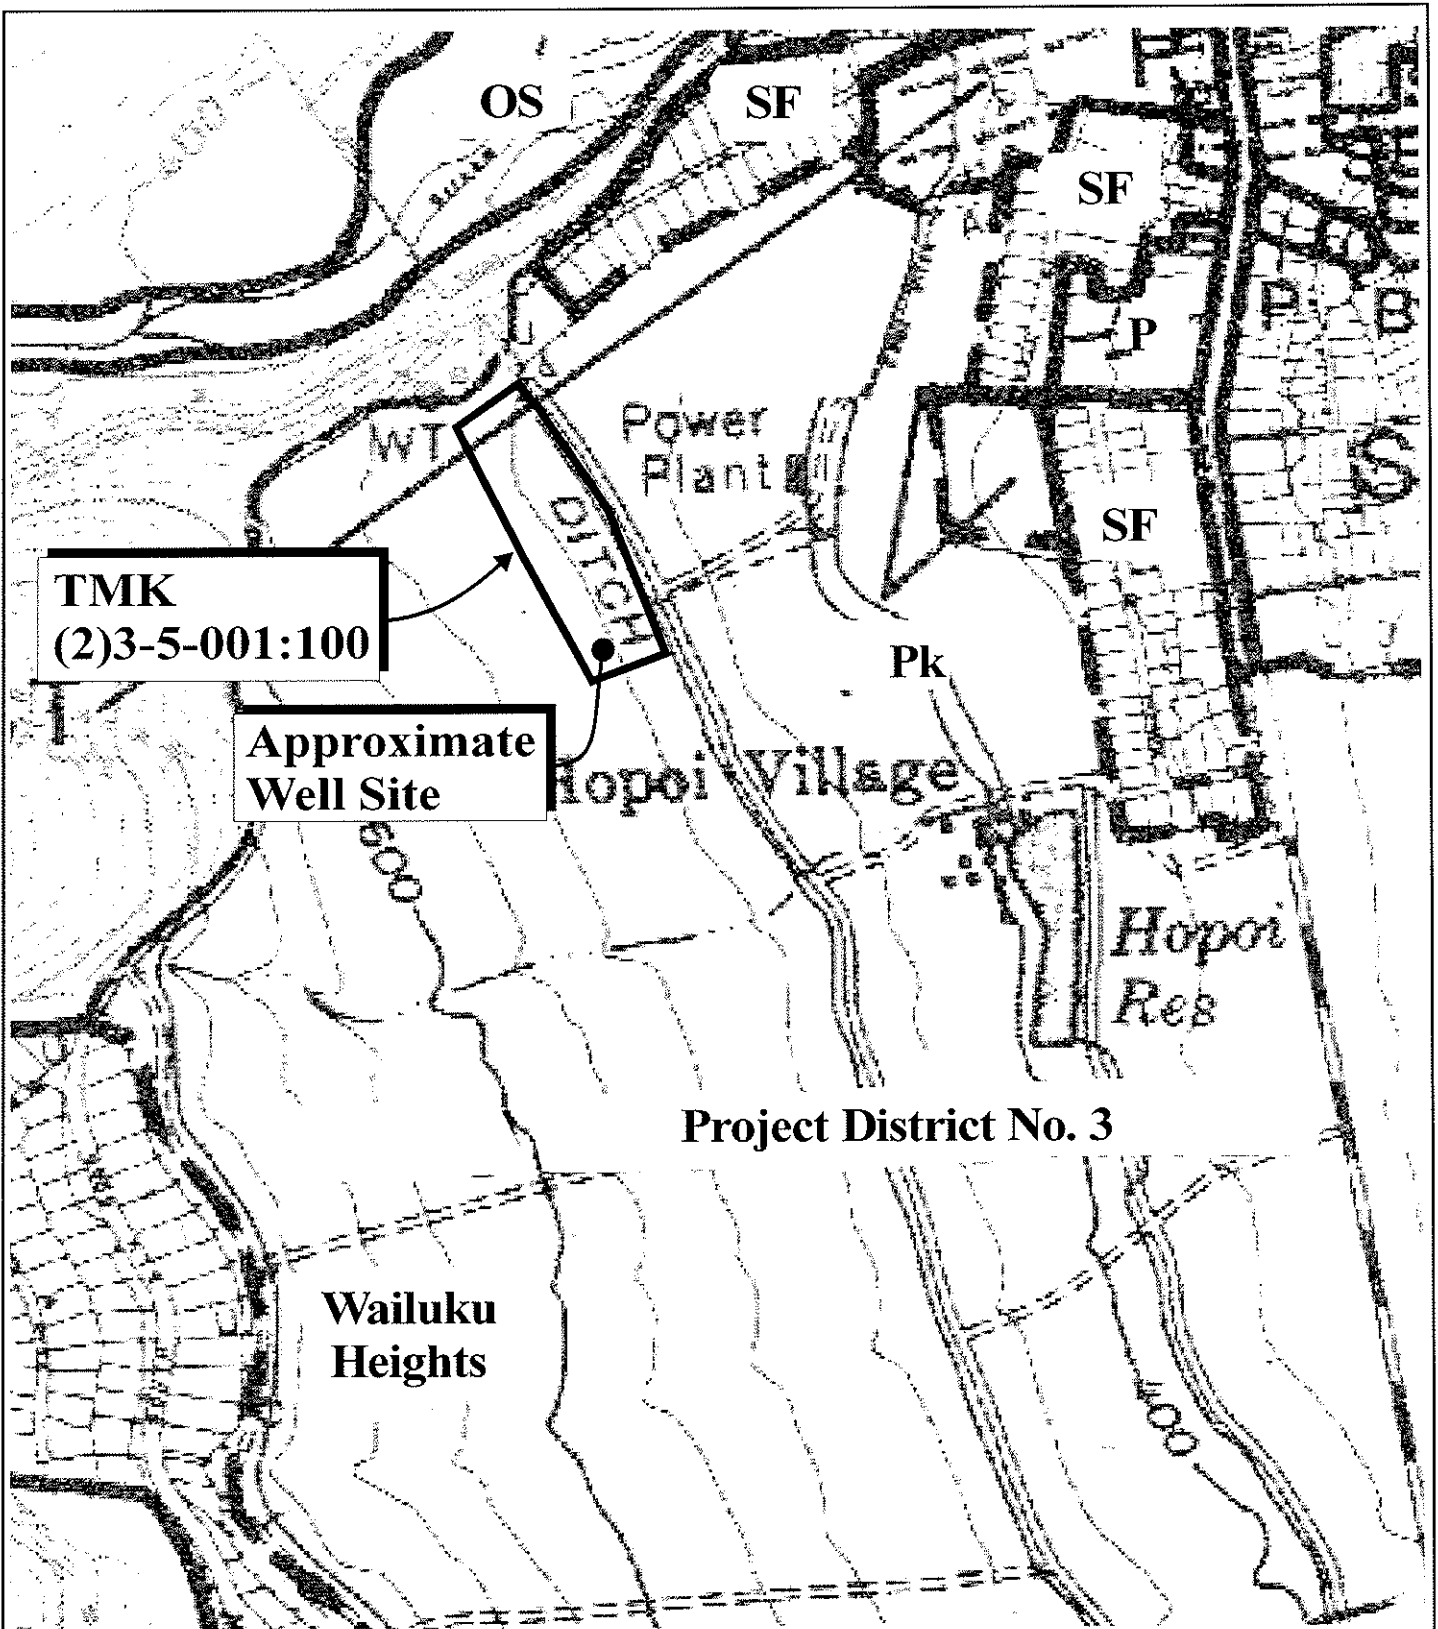 OS
SF
SF
P
P
B
S
WT
Power
Plant
DITCH
SF
TMK
(2)3-5-001:100
Pk
Approximate
Well Site
Hopoi Village
600
Hopoi
Res
Project District No. 3
Wailuku
Heights
400